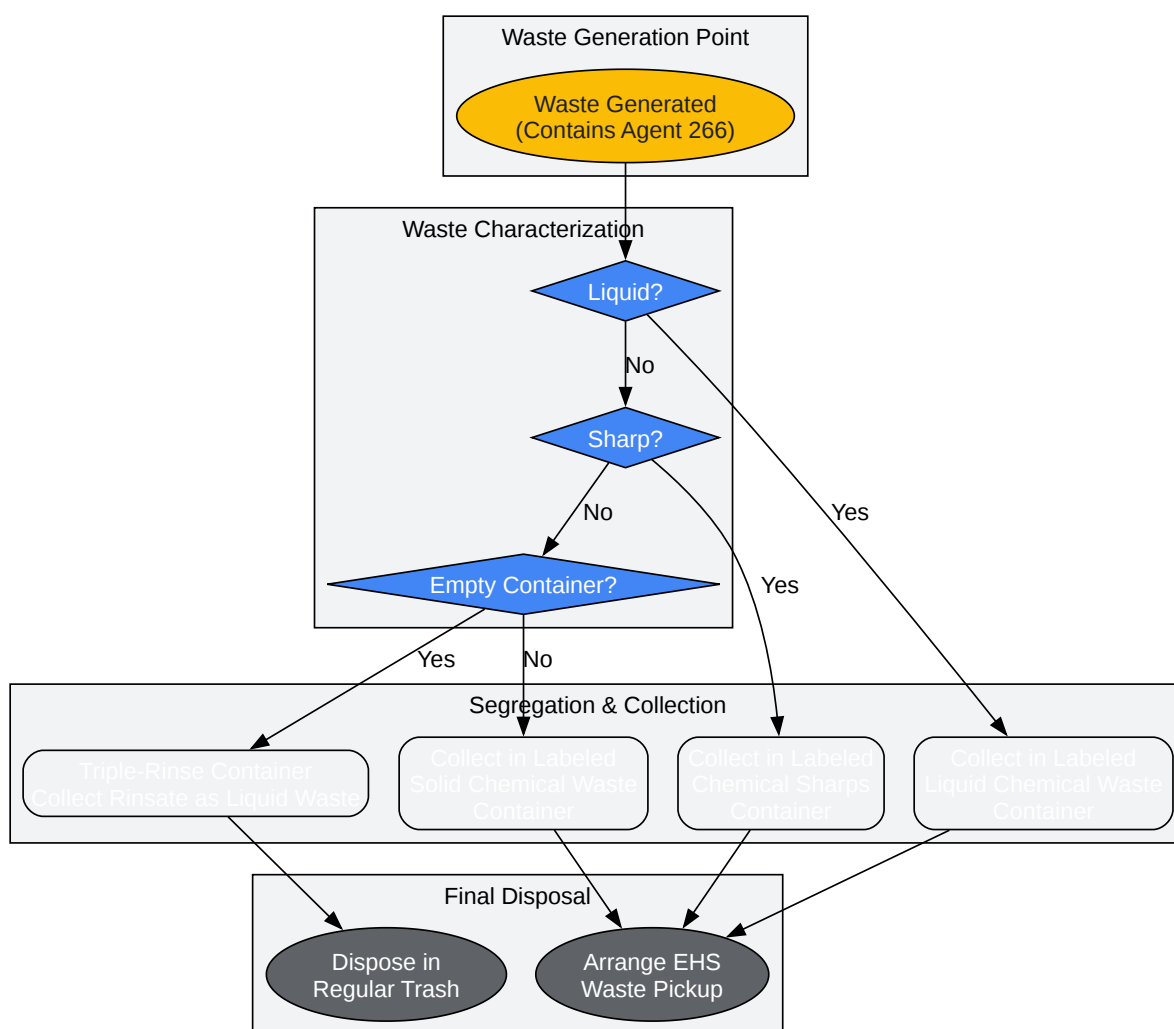 Waste Generation Point
Waste Generated
(Contains Agent 266)
Waste Characterization
Liquid?
No
Sharp?
Yes
No
Empty Container?
Yes
Yes
No
Segregation & Collection
Triple-Rinse Container
Collect Rinsate as Liquid Waste
Collect in Labeled
Solid Chemical Waste
Container
Collect in Labeled
Chemical Sharps
Container
Collect in Labeled
Liquid Chemical Waste
Container
Final Disposal
Dispose in
Regular Trash
Arrange EHS
Waste Pickup